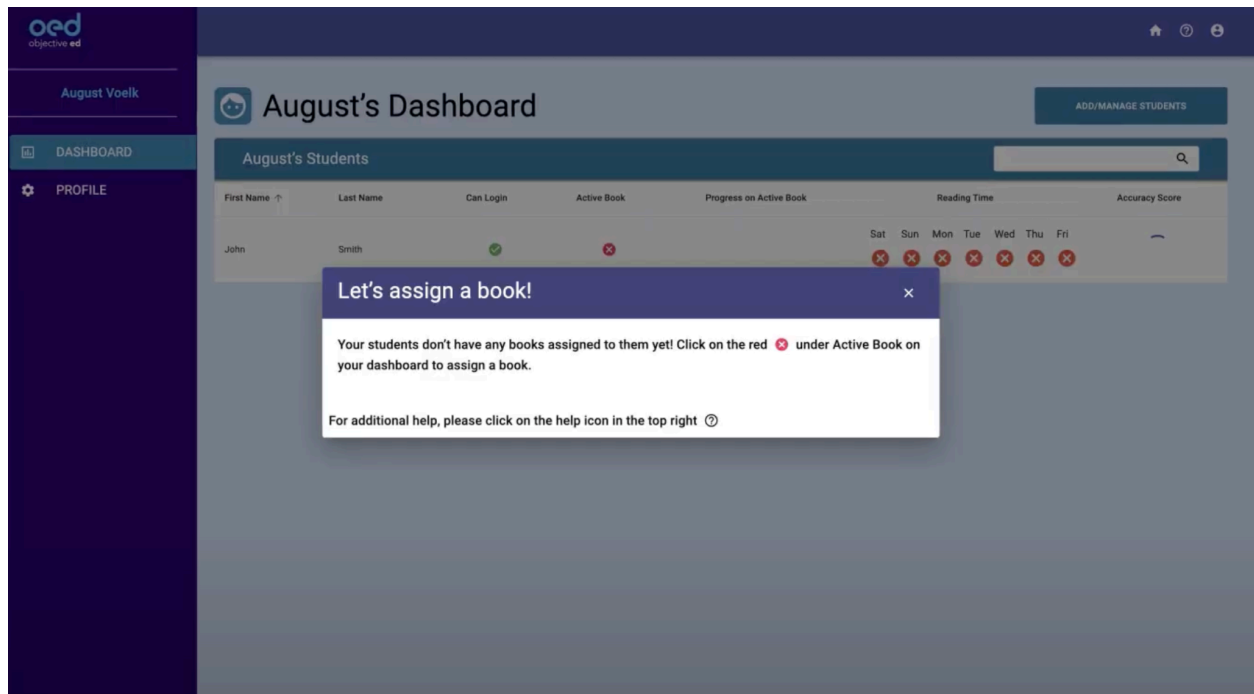 oed
objective ed
August Voelk
DASHBOARD
PROFILE
August's Dashboard
ADD/MANAGE STUDENTS
August's Students
First Name ↑ Last Name Can Login Active Book Progress on Active Book Reading Time Accuracy Score
Sat Sun Mon Tue Wed Thu Fri
John Smith
Let's assign a book!
Your students don't have any books assigned to them yet! Click on the red under Active Book on
your dashboard to assign a book.
For additional help, please click on the help icon in the top right